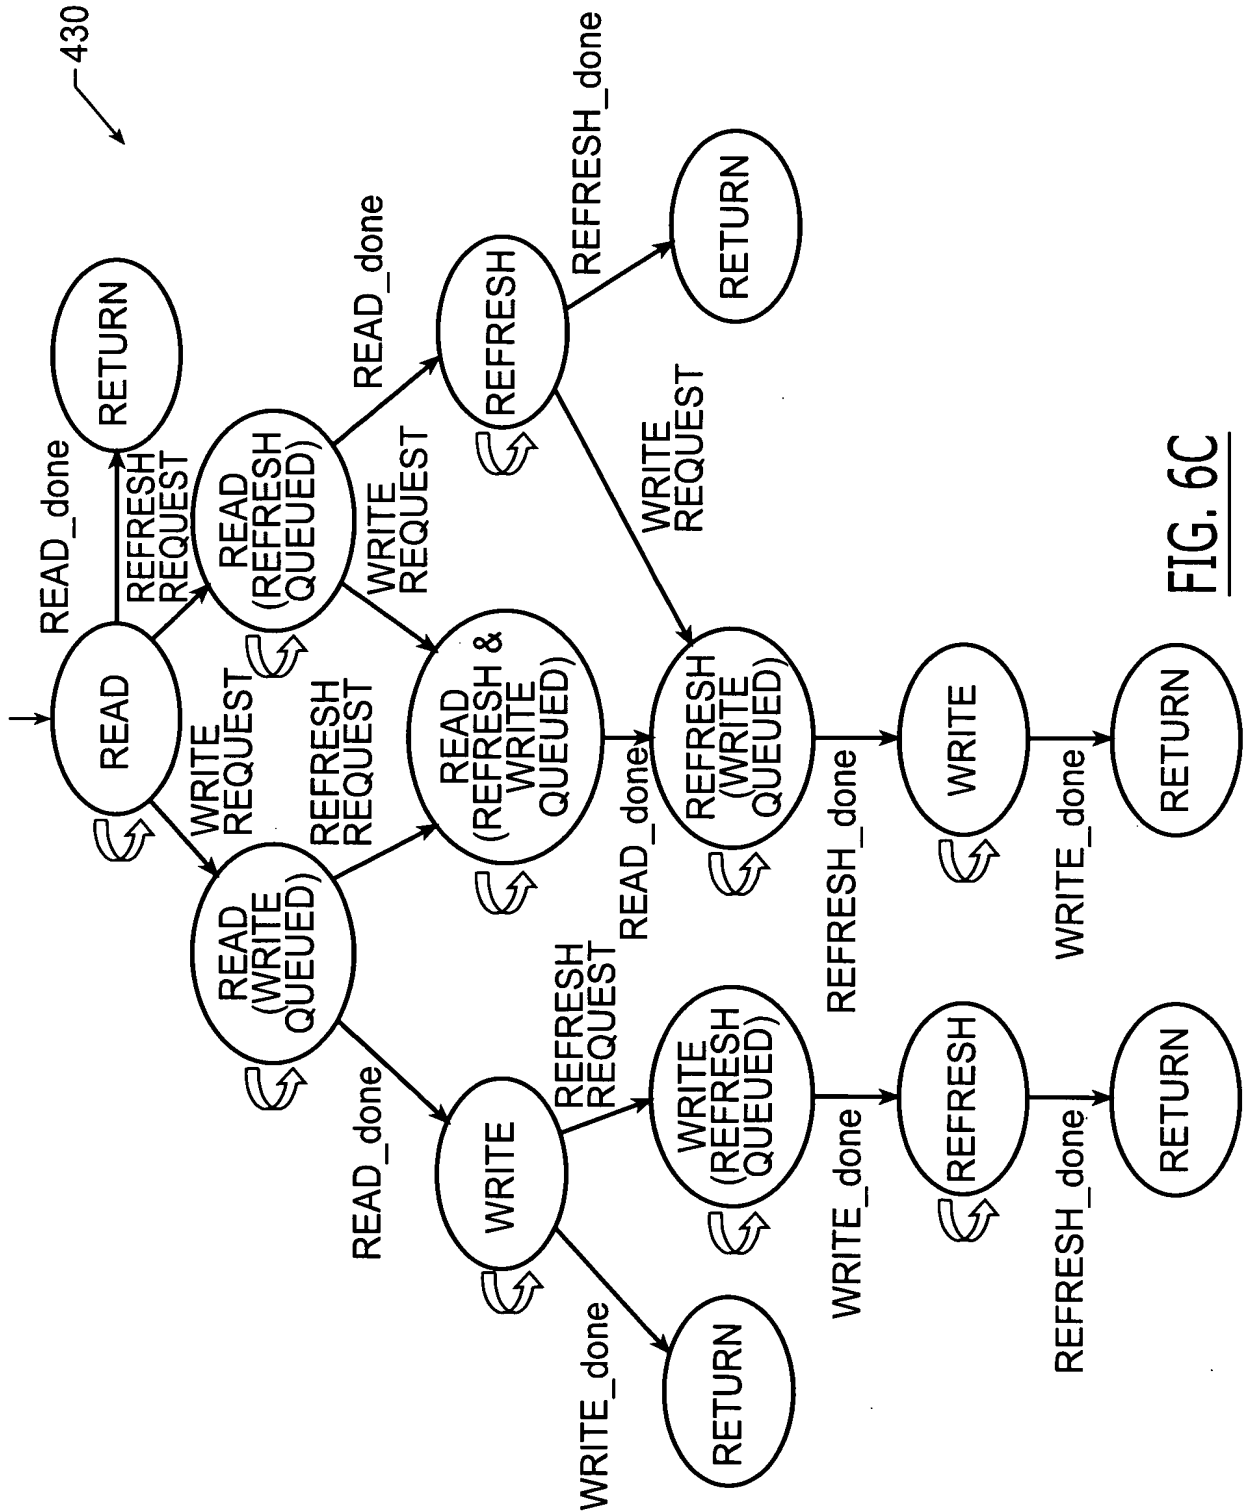 430
READ_done
READ
RETURN
REFRESH
REQUEST
WRITE
REQUEST
READ
(WRITE
QUEUED)
READ
(REFRESH
QUEUED)
REFRESH
REQUEST
WRITE
REQUEST
READ_done
READ_done
WRITE
READ
(REFRESH &
WRITE
QUEUED)
REFRESH
REFRESH_done
WRITE_done
REFRESH
REQUEST
READ_done
WRITE
REQUEST
RETURN
WRITE
(REFRESH
QUEUED)
REFRESH
(WRITE
QUEUED)
RETURN
WRITE_done
REFRESH_done
REFRESH
WRITE
REFRESH_done
WRITE_done
RETURN
RETURN
FIG. 6C